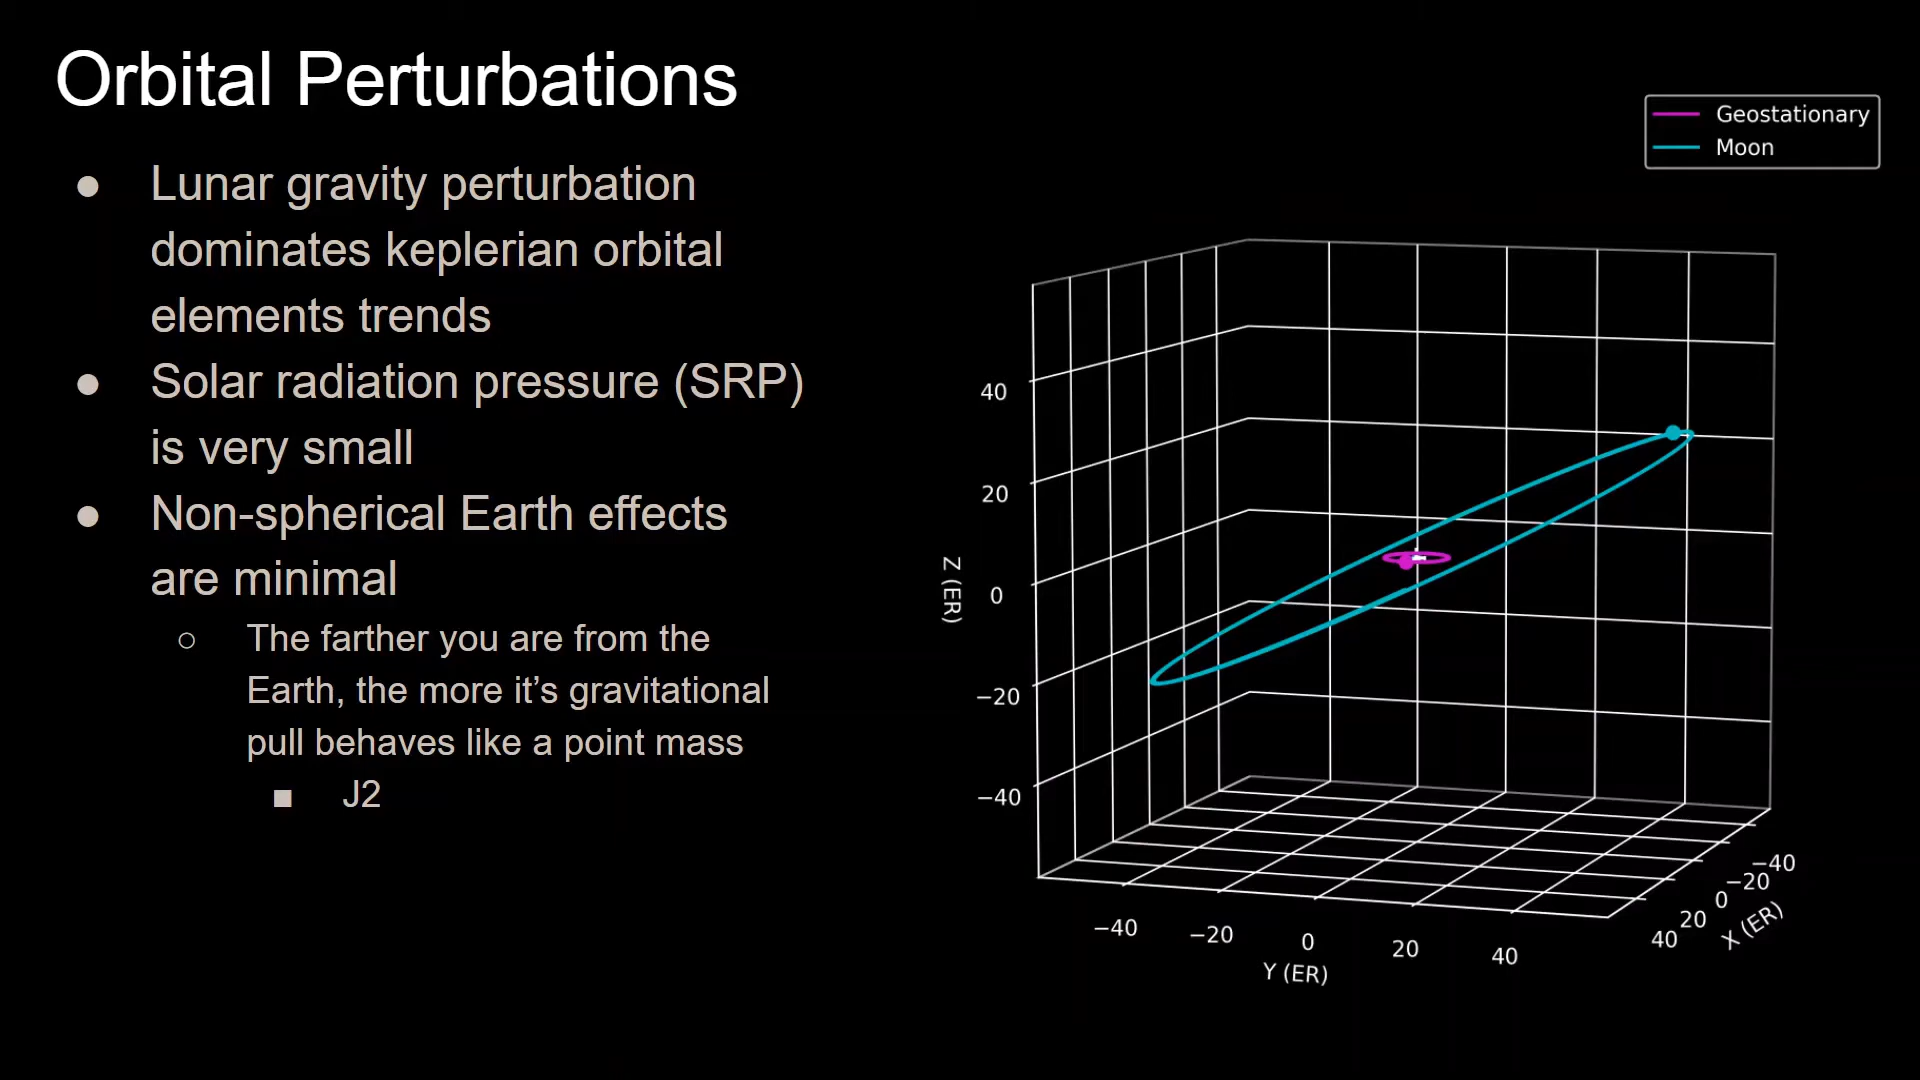 Orbital Perturbations
● Lunar gravity perturbation
dominates keplerian orbital
elements trends
● Solar radiation pressure (SRP)
is very small
● Non-spherical Earth effects
are minimal
○ The farther you are from the
Earth, the more it’s gravitational
pull behaves like a point mass
■ J2
Geostationary
Moon
40
20
0
−20
−40
Z (ER)
−40
−20
0
20
40
Y (ER)
−40
−20
0
20
40
X (ER)